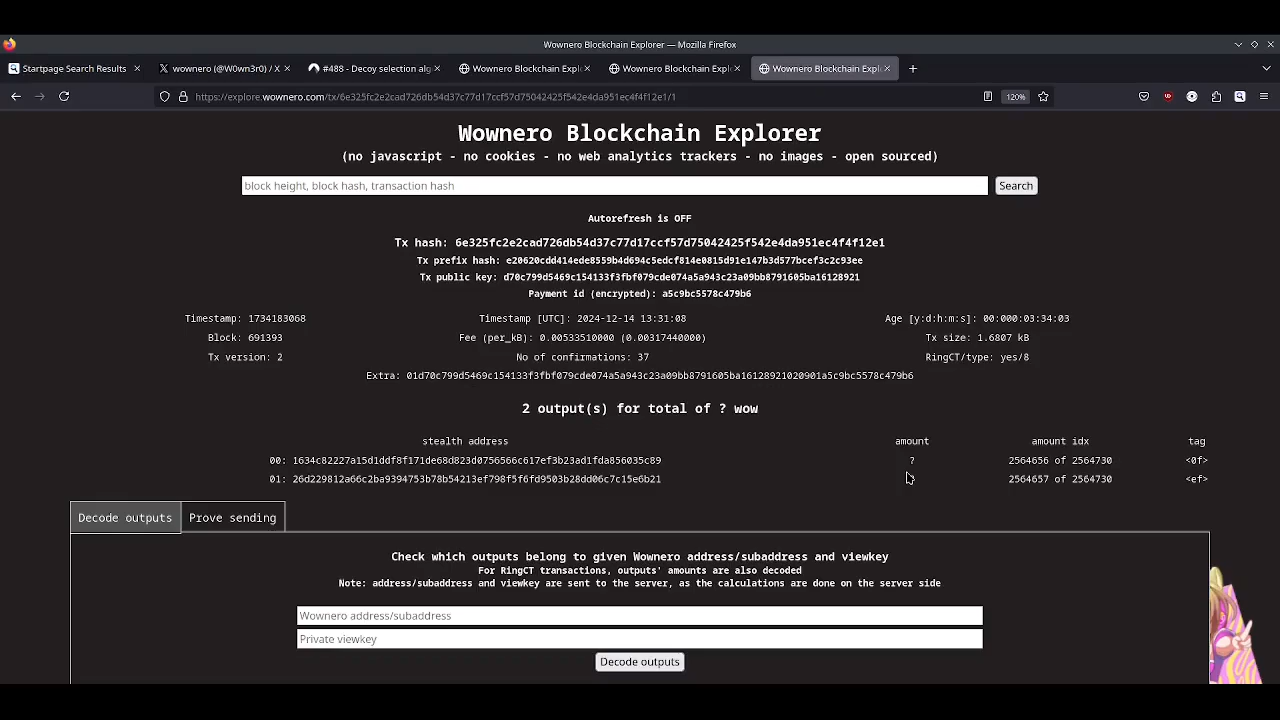 Wownero Blockchain Explorer — Mozilla Firefox
Startpage Search Results
wownero (@W0wn3r0) / X
#488 - Decoy selection alg
Wownero Blockchain Expl
Wownero Blockchain Expl
Wownero Blockchain Expl
https://explore.wownero.com/tx/6e325fc2e2cad726db54d37c77d17ccf57d75042425f542e4da951ec4f4f12e1/1
120%
Wownero Blockchain Explorer
(no javascript - no cookies - no web analytics trackers - no images - open sourced)
block height, block hash, transaction hash
Search
Autorefresh is OFF
Tx hash: 6e325fc2e2cad726db54d37c77d17ccf57d75042425f542e4da951ec4f4f12e1
Tx prefix hash: e20620cdd414ede8559b4d694c5edcf814e0815d91e147b3d577bcef3c2c93ee
Tx public key: d70c799d5469c154133f3fbf079cde074a5a943c23a09bb8791605ba16128921
Payment id (encrypted): a5c9bc5578c479b6
Timestamp: 1734183068 Timestamp [UTC]: 2024-12-14 13:31:08 Age [y:d:h:m:s]: 00:000:03:34:03
Block: 691393 Fee (per_kB): 0.00533510000 (0.00317440000) Tx size: 1.6807 kB
Tx version: 2 No of confirmations: 37 RingCT/type: yes/8
Extra: 01d70c799d5469c154133f3fbf079cde074a5a943c23a09bb8791605ba16128921020901a5c9bc5578c479b6
2 output(s) for total of ? wow
stealth address amount amount idx tag
00: 1634c82227a15d1ddf8f171de68d823d0756566c617ef3b23ad1fda856035c89 ? 2564656 of 2564730 <0f>
01: 26d229812a66c2ba9394753b78b54213ef798f5f6fd9503b28dd06c7c15e6b21 2564657 of 2564730 <ef>
Decode outputs
Prove sending
Check which outputs belong to given Wownero address/subaddress and viewkey
For RingCT transactions, outputs' amounts are also decoded
Note: address/subaddress and viewkey are sent to the server, as the calculations are done on the server side
Wownero address/subaddress
Private viewkey
Decode outputs